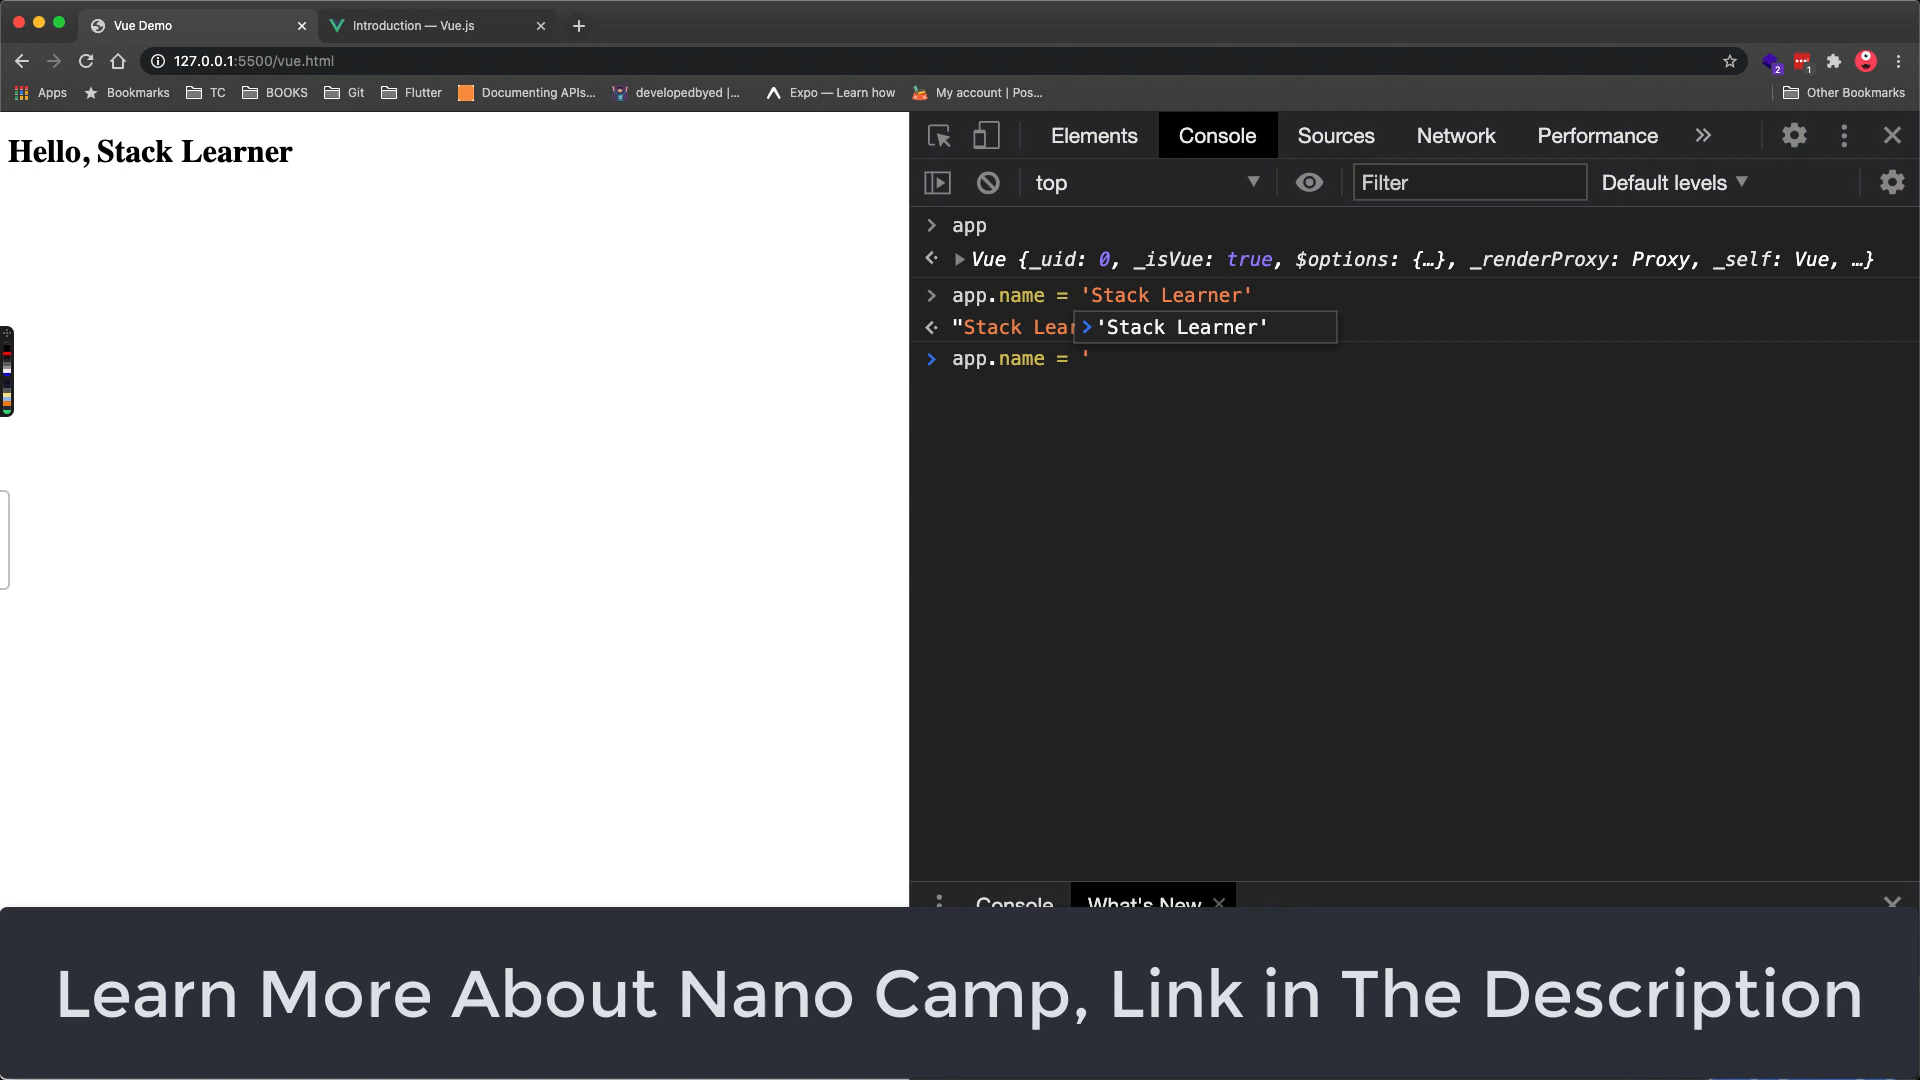 Vue Demo
Introduction — Vue.js
127.0.0.1:5500/vue.html
2
1
Apps
Bookmarks
TC
BOOKS
Git
Flutter
Documenting APIs...
developedbyed |...
Expo — Learn how
My account | Pos...
Other Bookmarks
Hello, Stack Learner
Elements
Console
Sources
Network
Performance
top
Filter
Default levels
> app
Vue {_uid: 0, _isVue: true, $options: {…}, _renderProxy: Proxy, _self: Vue, …}
> app.name = 'Stack Learner'
"Stack Lear
>'Stack Learner'
> app.name = '
Console
What's New
Learn More About Nano Camp, Link in The Description